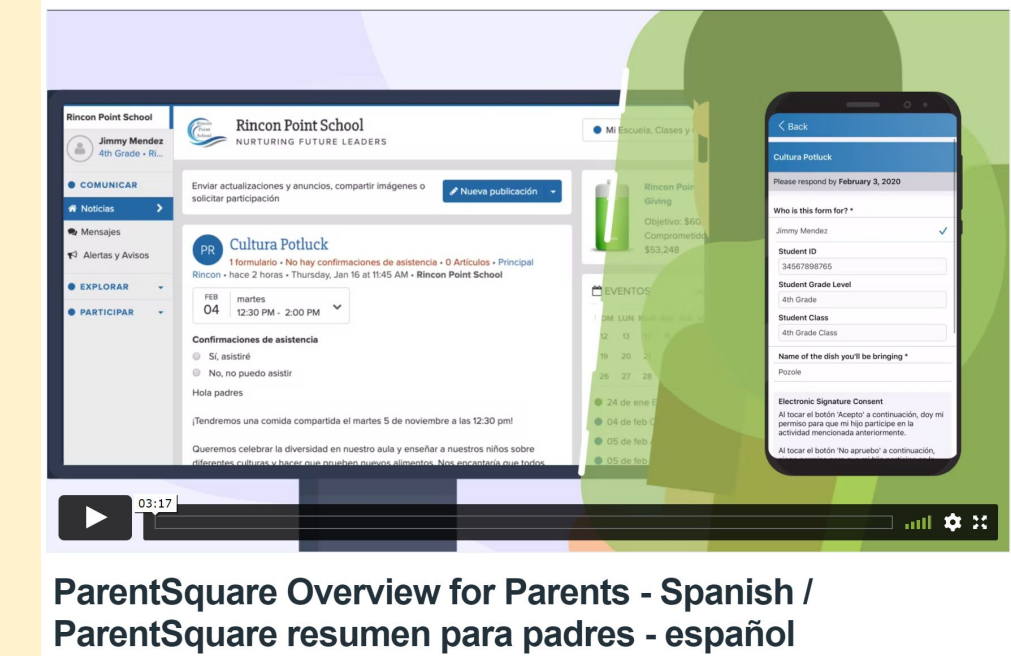 Rincon Point School
Jimmy Mendez
4th Grade • Ri...
COMUNICAR
Noticias
Mensajes
Alertas y Avisos
EXPLORAR
PARTICIPAR
Rincon Point School
Rincon Point School
NURTURING FUTURE LEADERS
Mi Escuela, Clases y
Enviar actualizaciones y anuncios, compartir imágenes o
solicitar participación
Nueva publicación
PR
Cultura Potluck
1 formulario • No hay confirmaciones de asistencia • 0 Artículos • Principal
Rincon • hace 2 horas • Thursday, Jan 16 at 11:45 AM • Rincon Point School
FEB
04
martes
12:30 PM - 2:00 PM
Confirmaciones de asistencia
Sí, asistiré
No, no puedo asistir
Hola padres
¡Tendremos una comida compartida el martes 5 de noviembre a las 12:30 pm!
Queremos celebrar la diversidad en nuestro aula y enseñar a nuestros niños sobre
diferentes culturas y hacer que prueben nuevos alimentos. Nos encantaría que todos
Rincon Poin
Giving
Objetivo: $60
Comprometido
$53,248
EVENTOS
LUN
12 13
19 20 21
26 27 28
24 de ene
04 de feb
05 de feb
05 de feb
Back
Cultura Potluck
Please respond by February 3, 2020
Who is this form for? *
Jimmy Mendez
Student ID
34567898765
Student Grade Level
4th Grade
Student Class
4th Grade Class
Name of the dish you'll be bringing *
Pozole
Electronic Signature Consent
Al tocar el botón 'Acepto' a continuación, doy mi
permiso para que mi hijo participe en la
actividad mencionada anteriormente.
Al tocar el botón 'No apruebo' a continuación,
03:17
ParentSquare Overview for Parents - Spanish /
ParentSquare resumen para padres - español